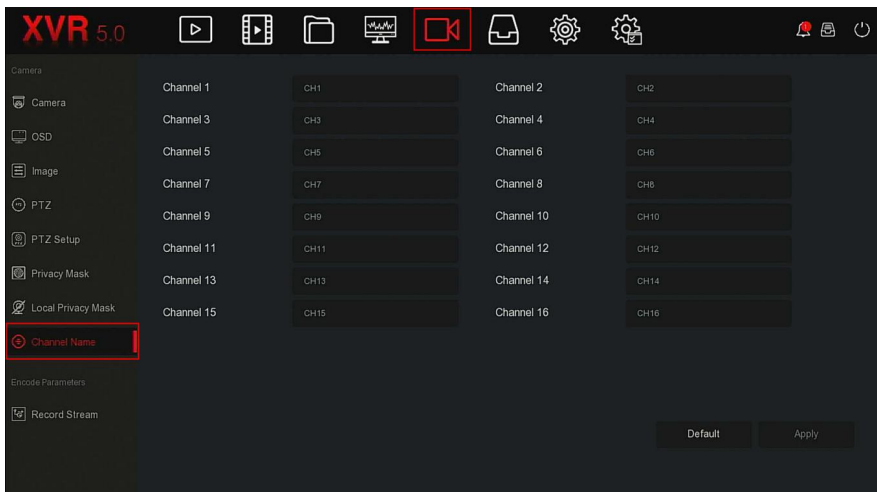 XVR 5.0
Camera
Camera
OSD
Image
PTZ
PTZ Setup
Privacy Mask
Local Privacy Mask
Channel Name
Encode Parameters
Record Stream
Channel 1 CH1 Channel 2 CH2
Channel 3 CH3 Channel 4 CH4
Channel 5 CH5 Channel 6 CH6
Channel 7 CH7 Channel 8 CH8
Channel 9 CH9 Channel 10 CH10
Channel 11 CH11 Channel 12 CH12
Channel 13 CH13 Channel 14 CH14
Channel 15 CH15 Channel 16 CH16
Default Apply